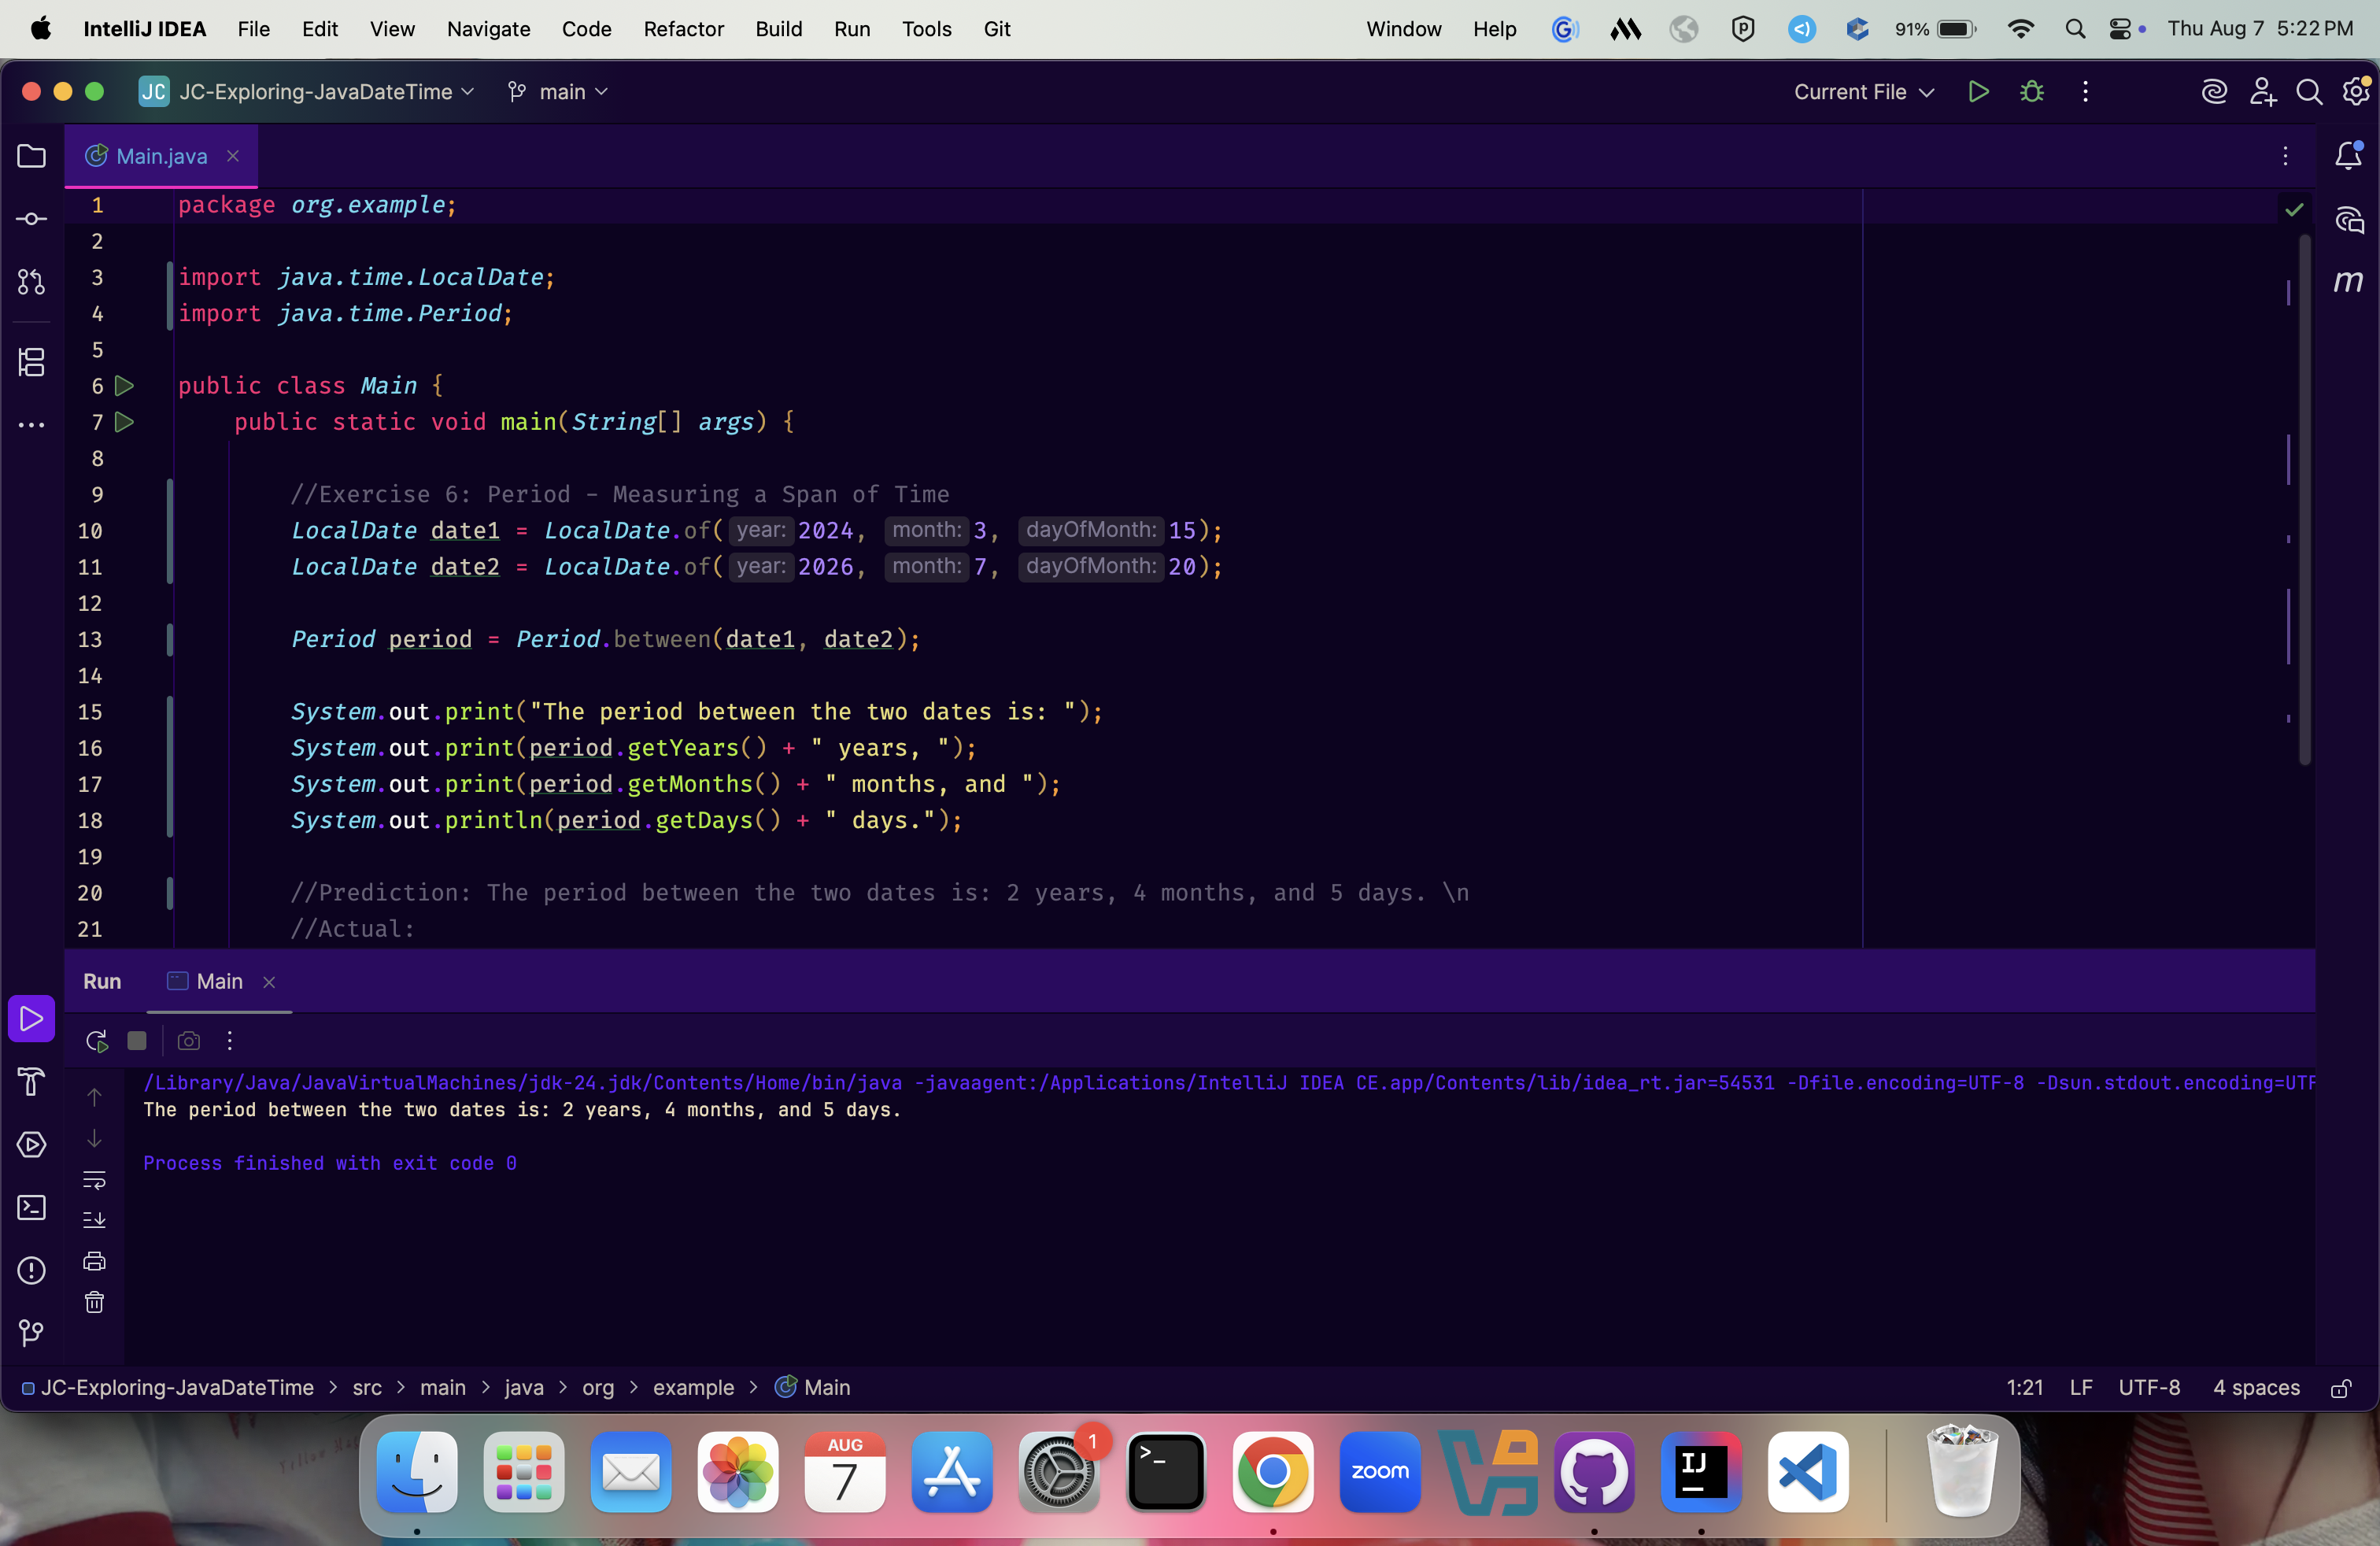 IntelliJ IDEA File Edit View Navigate Code Refactor Build Run Tools Git Window Help 91% Thu Aug 7 5:22 PM
JC JC-Exploring-JavaDateTime main Current File
Main.java
1 package org.example;
2
3 import java.time.LocalDate;
4 import java.time.Period;
5
6 public class Main {
7 public static void main(String[] args) {
8
9 //Exercise 6: Period - Measuring a Span of Time
10 LocalDate date1 = LocalDate.of( year: 2024, month: 3, dayOfMonth: 15);
11 LocalDate date2 = LocalDate.of( year: 2026, month: 7, dayOfMonth: 20);
12
13 Period period = Period.between(date1, date2);
14
15 System.out.print("The period between the two dates is: ");
16 System.out.print(period.getYears() + " years, ");
17 System.out.print(period.getMonths() + " months, and ");
18 System.out.println(period.getDays() + " days.");
19
20 //Prediction: The period between the two dates is: 2 years, 4 months, and 5 days. \n
21 //Actual:
m
Run Main
/Library/Java/JavaVirtualMachines/jdk-24.jdk/Contents/Home/bin/java -javaagent:/Applications/IntelliJ IDEA CE.app/Contents/lib/idea_rt.jar=54531 -Dfile.encoding=UTF-8 -Dsun.stdout.encoding=UTF
The period between the two dates is: 2 years, 4 months, and 5 days.
Process finished with exit code 0
JC-Exploring-JavaDateTime > src > main > java > org > example > Main 1:21 LF UTF-8 4 spaces
AUG
7
1
>_
zoom
IJ